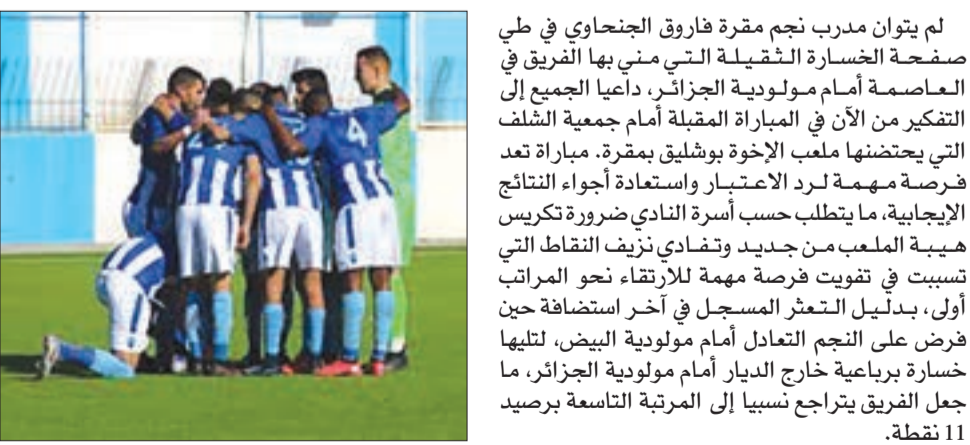 لم يتوان مدرب نجم مقرة فاروق الجنحاوي في طي
صفحة الخسارة الثقيلة التي مني بها الفريق في
العاصمة أمام مولودية الجزائر، داعيا الجميع إلى
التفكير من الآن في المباراة المقبلة أمام جمعية الشلف
التي يحتضنها ملعب الإخوة بوشليق بمقرة. مباراة تعد
فرصة مهمة لرد الاعتبار واستعادة أجواء النتائج
الإيجابية، ما يتطلب حسب أسرة النادي ضرورة تكريس
هيبة الملعب من جديد وتفادي نزيف النقاط التي
تسببت في تفويت فرصة مهمة للارتقاء نحو المراتب
أولى، بدليل التعثر المسجل في آخر استضافة حين
فرض على النجم التعادل أمام مولودية البيض، لتليها
خسارة برباعية خارج الديار أمام مولودية الجزائر، ما
جعل الفريق يتراجع نسبيا إلى المرتبة التاسعة برصيد
11 نقطة.
4